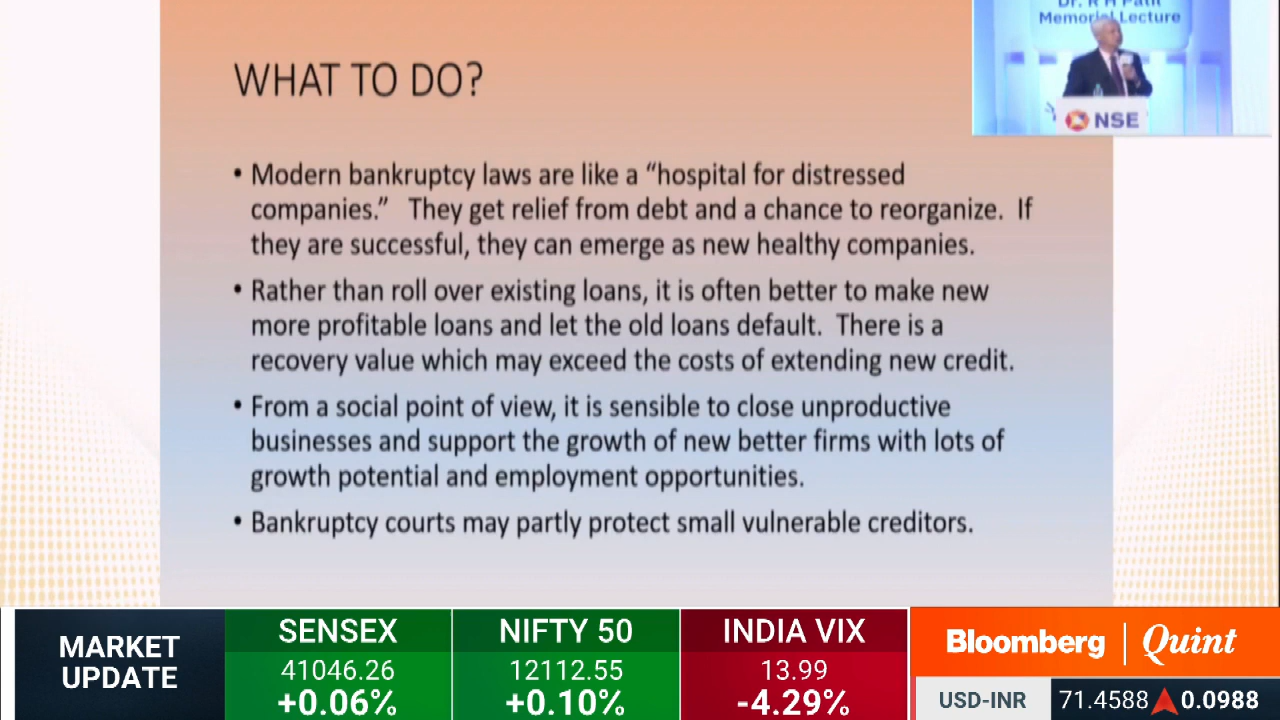 Dr. R H Patil
Memorial Lecture
NSE
WHAT TO DO?
• Modern bankruptcy laws are like a “hospital for distressed
companies.” They get relief from debt and a chance to reorganize. If
they are successful, they can emerge as new healthy companies.
• Rather than roll over existing loans, it is often better to make new
more profitable loans and let the old loans default. There is a
recovery value which may exceed the costs of extending new credit.
• From a social point of view, it is sensible to close unproductive
businesses and support the growth of new better firms with lots of
growth potential and employment opportunities.
• Bankruptcy courts may partly protect small vulnerable creditors.
MARKET
UPDATE
SENSEX
41046.26
+0.06%
NIFTY 50
12112.55
+0.10%
INDIA VIX
13.99
-4.29%
Bloomberg | Quint
USD-INR 71.4588 0.0988